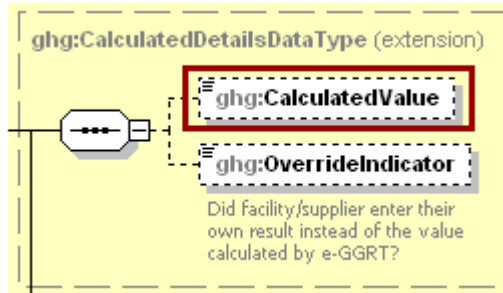 ghg:CalculatedDetailsDataType (extension)
ghg:CalculatedValue
ghg:OverrideIndicator
Did facility/supplier enter their
own result instead of the value
calculated by e-GGRT?